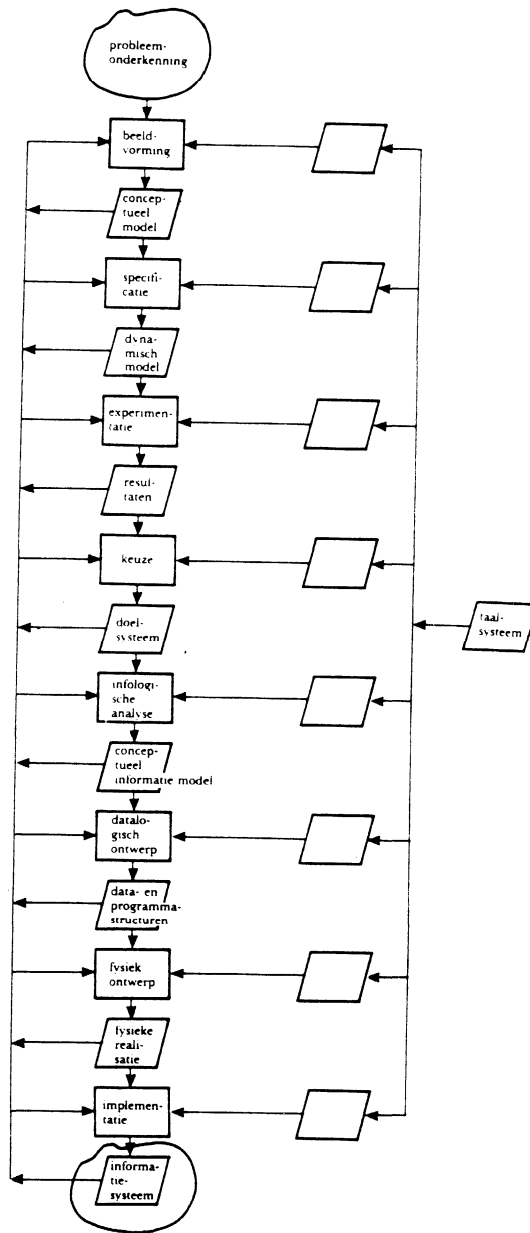 probleem-
onderkenning
beeld-
vorming
concep-
tueel
model
specifi-
catie
dyna-
misch
model
experimen-
tatie
resul-
taten
keuze
doel-
systeem
taal-
systeem
infologi-
sche
analyse
concep-
tueel
informatie model
datalo-
gisch
ontwerp
data- en
programma-
structuren
fysiek
ontwerp
fysieke
reali-
satie
implemen-
tatie
informa-
tie-
systeem